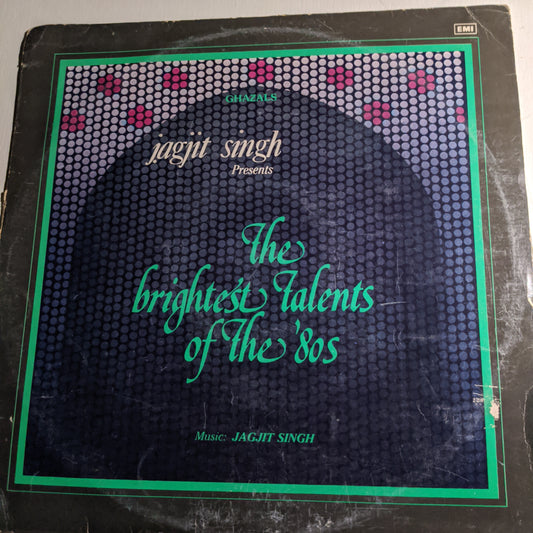 EMI
GHAZALS
jagjit singh
Presents
The
brightest talents
of the '80s
Music: JAGJIT SINGH